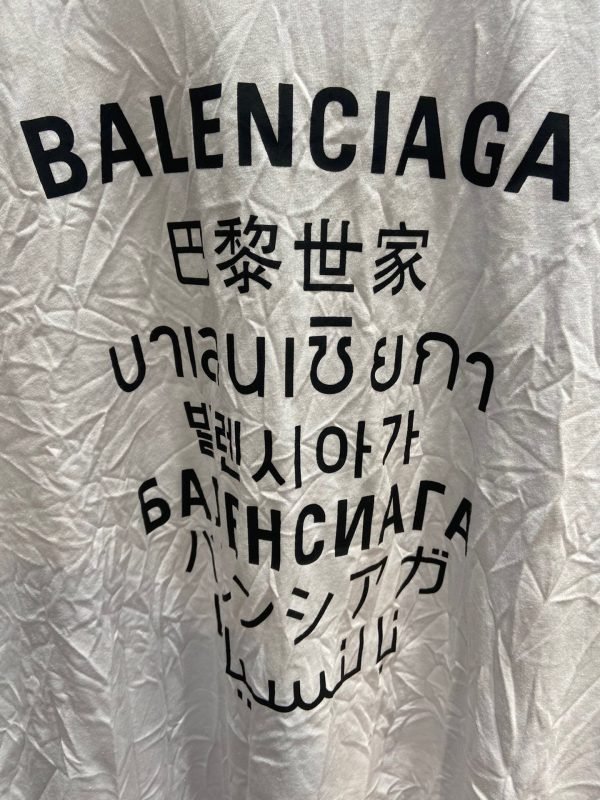 BALENCIAGA
巴黎世家
บาเลนเชียกา
발렌시아가
БАЛЕНСИАГА
バレンシアガ